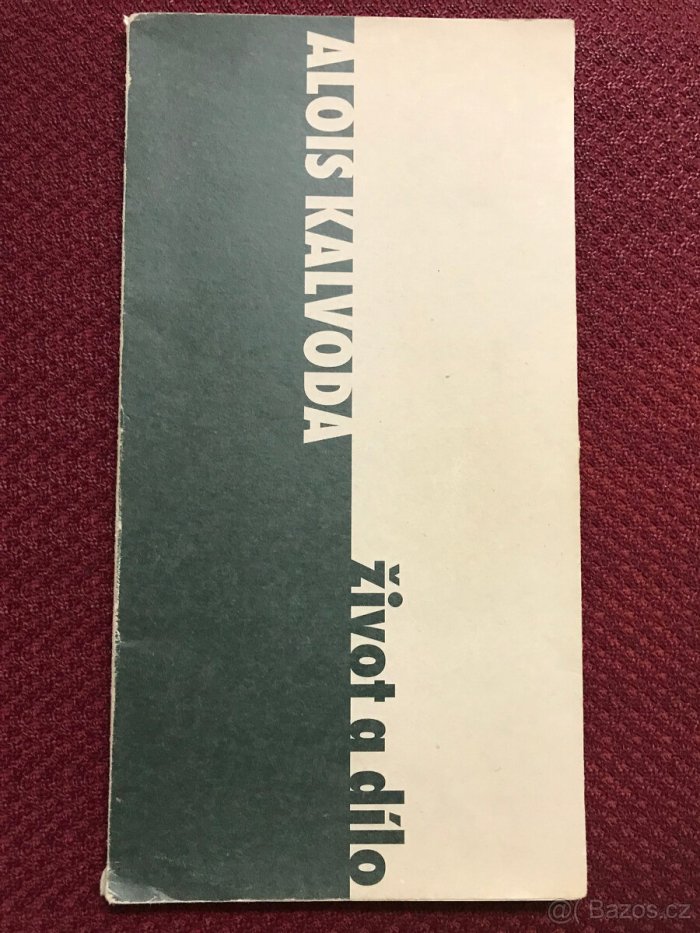 ALOIS KALVODA
život a dílo
@( Bazos.cz